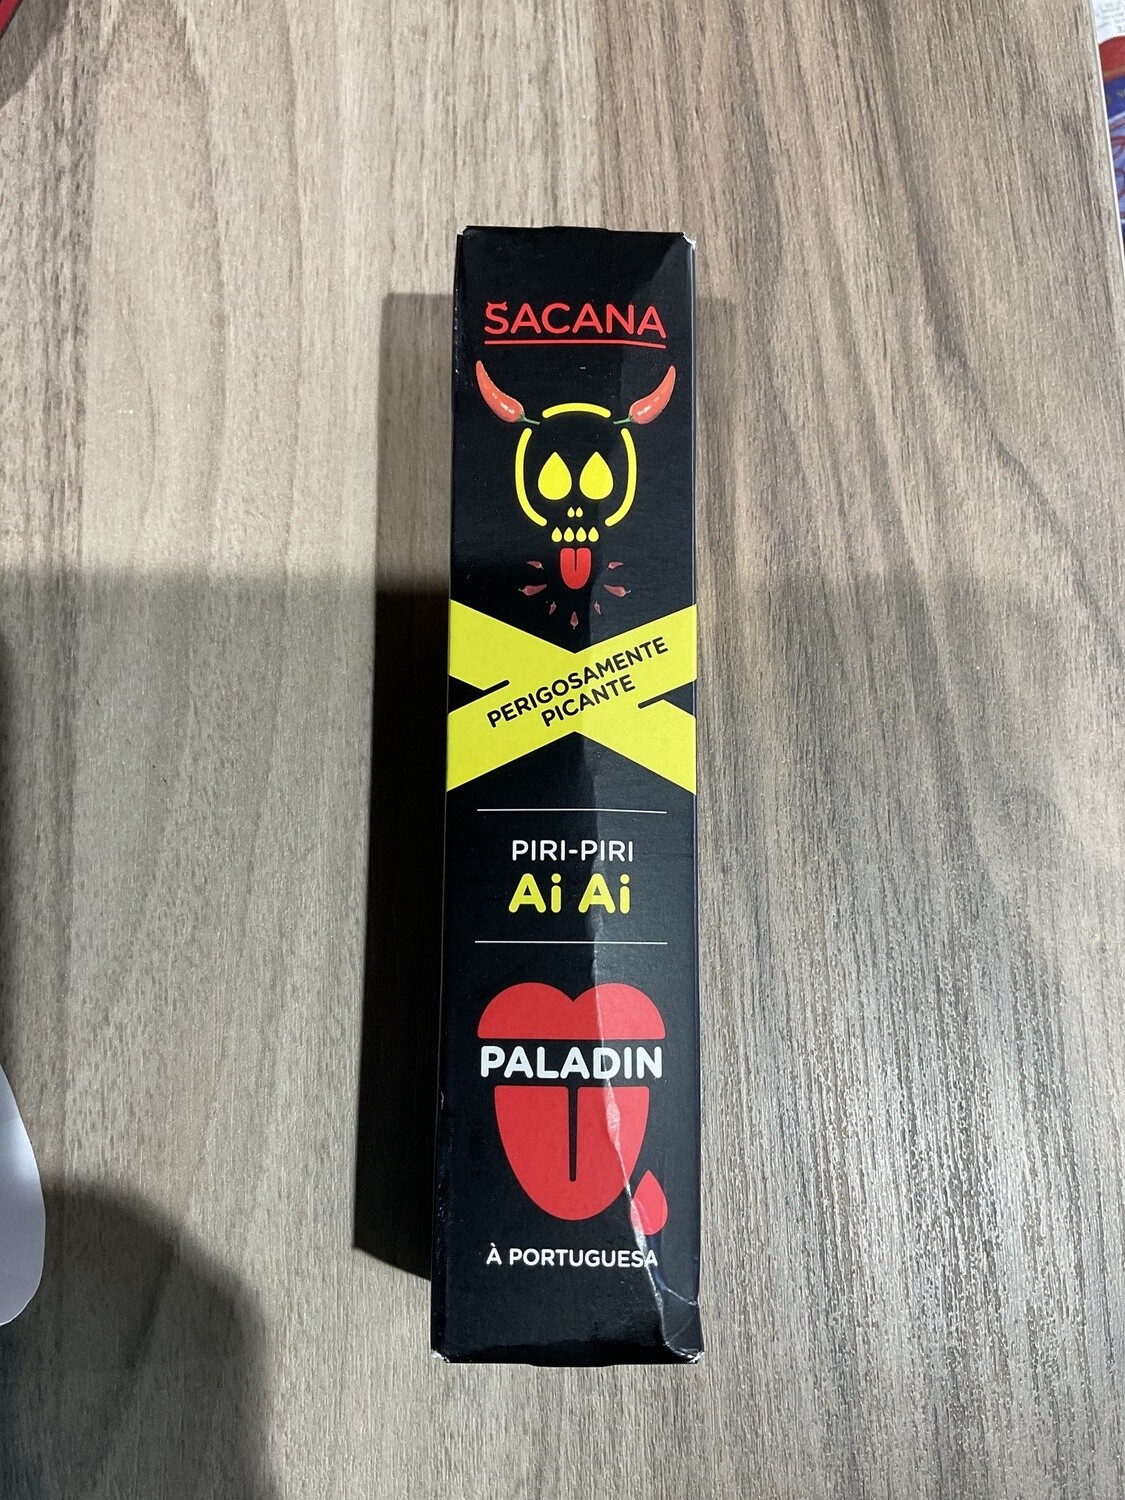 SACANA
PERIGOSAMENTE
PICANTE
PIRI-PIRI
Ai Ai
PALADIN
À PORTUGUESA